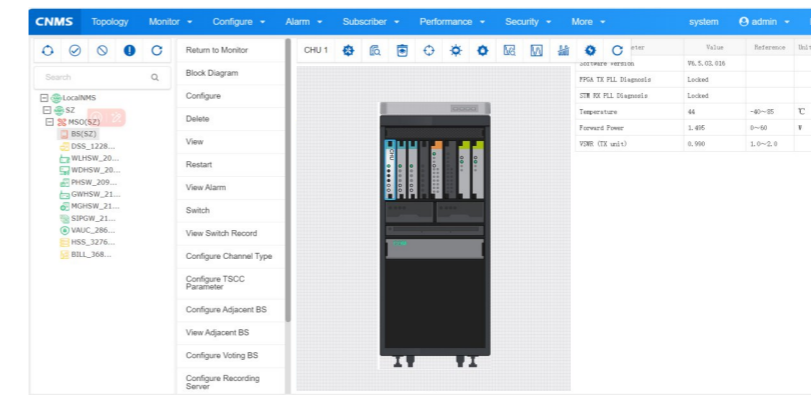 CNMS Topology Monitor Configure Alarm Subscriber Performance Security More system admin
Return to Monitor
CHU 1
Value Reference Unit
Software Version V6.5.03.016
Search
Block Diagram
FPGA TX PLL Diagnosis Locked
LocalNMS
Configure
STM RX PLL Diagnosis Locked
SZ
Delete
Temperature 44 -40~85 ℃
MSO(SZ)
Forward Power 1.495 0~60
BS(SZ)
View
VSWR (TX unit) 0.990 1.0~2.0
DSS_1228...
WLHSW_20...
Restart
WDHSW_20...
PHSW_209...
View Alarm
GWHSW_21...
MGHSW_21...
Switch
SIPGW_21...
VAUC_286...
View Switch Record
HSS_3276...
BILL_368...
Configure Channel Type
Configure TSCC
Parameter
Configure Adjacent BS
View Adjacent BS
Configure Voting BS
Configure Recording
Server